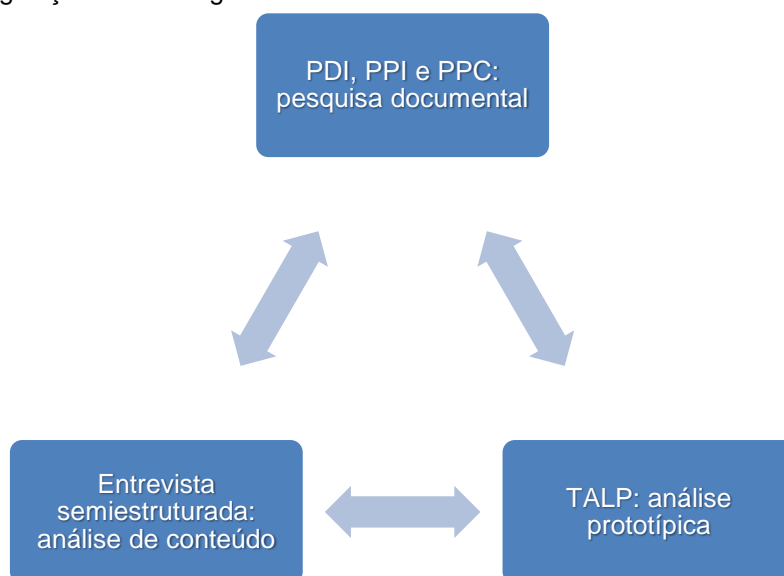 PDI, PPI e PPC:
pesquisa documental
Entrevista
semiestruturada:
análise de conteúdo
TALP: análise
prototípica